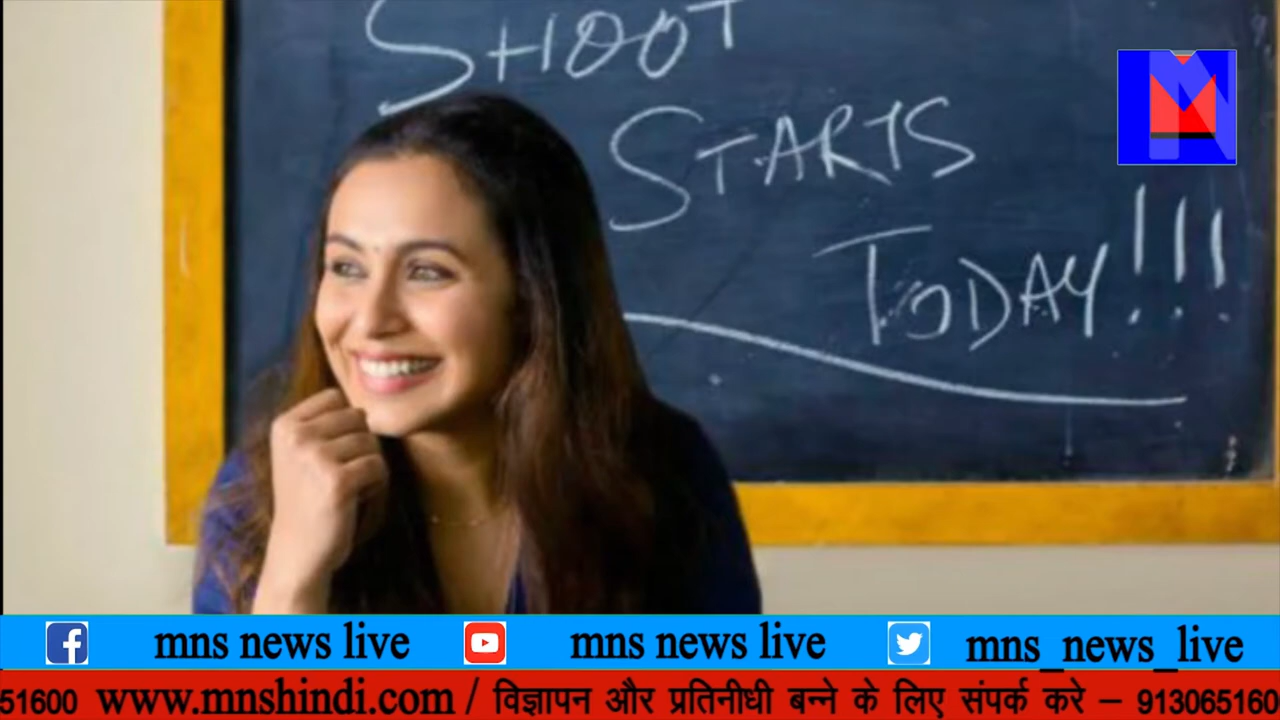 SHOOT
STARTS
TODAY!!!
mns news live mns news live mns_news_live
51600 www.mnshindi.com / विज्ञापन और प्रतिनीधी बन्ने के लिए संपर्क करे – 913065160